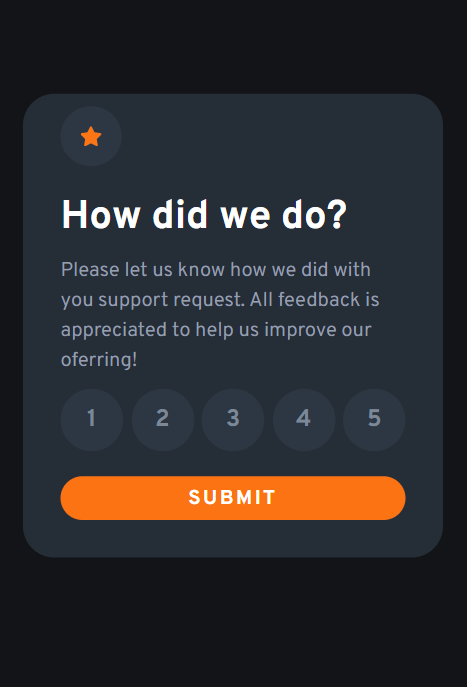 How did we do?
Please let us know how we did with
you support request. All feedback is
appreciated to help us improve our
oferring!
1 2 3 4 5
SUBMIT